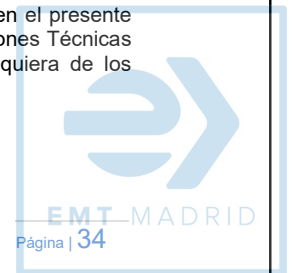 en el presente
ones Técnicas
quiera de los
EMT MADRID
Página | 34